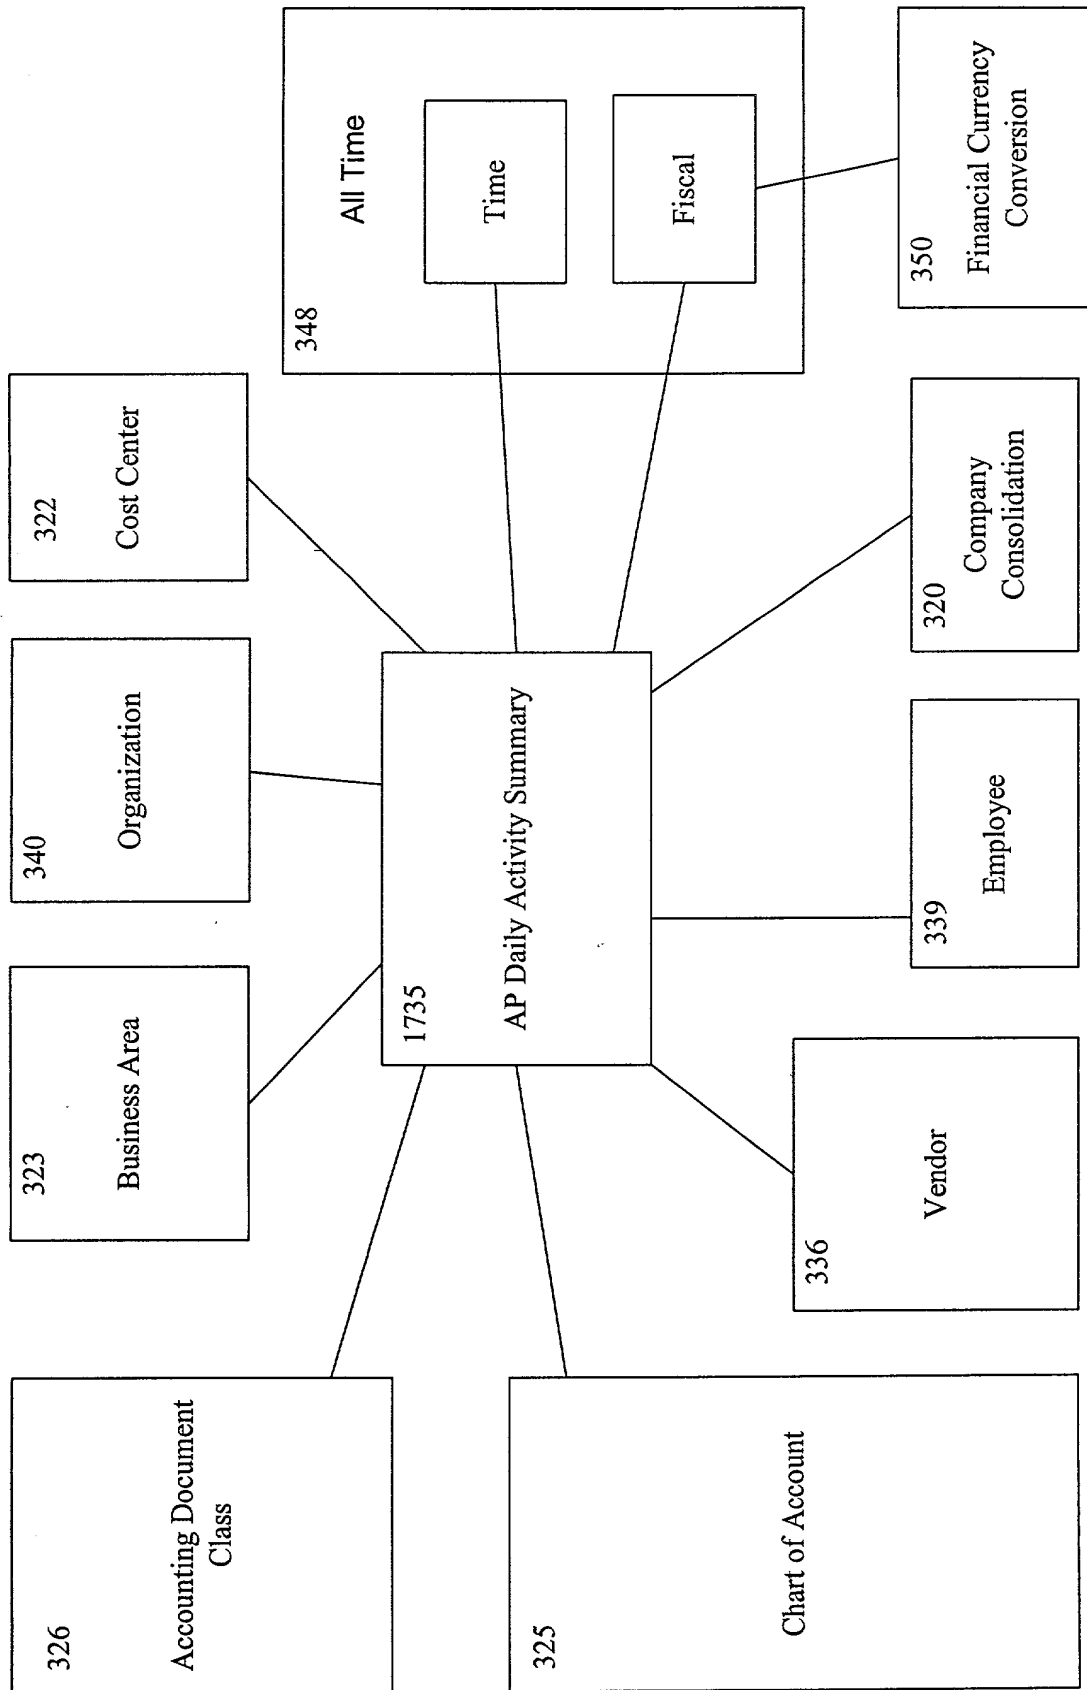 326
Accounting Document
Class
323
Business Area
340
Organization
322
Cost Center
348
All Time
Time
Fiscal
1735
AP Daily Activity Summary
325
Chart of Account
336
Vendor
339
Employee
320
Company
Consolidation
350
Financial Currency
Conversion